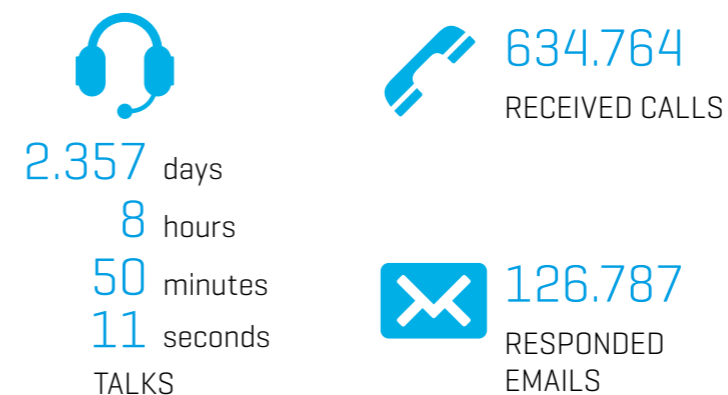 2.357 days
8 hours
50 minutes
11 seconds
TALKS
634.764
RECEIVED CALLS
126.787
RESPONDED
EMAILS